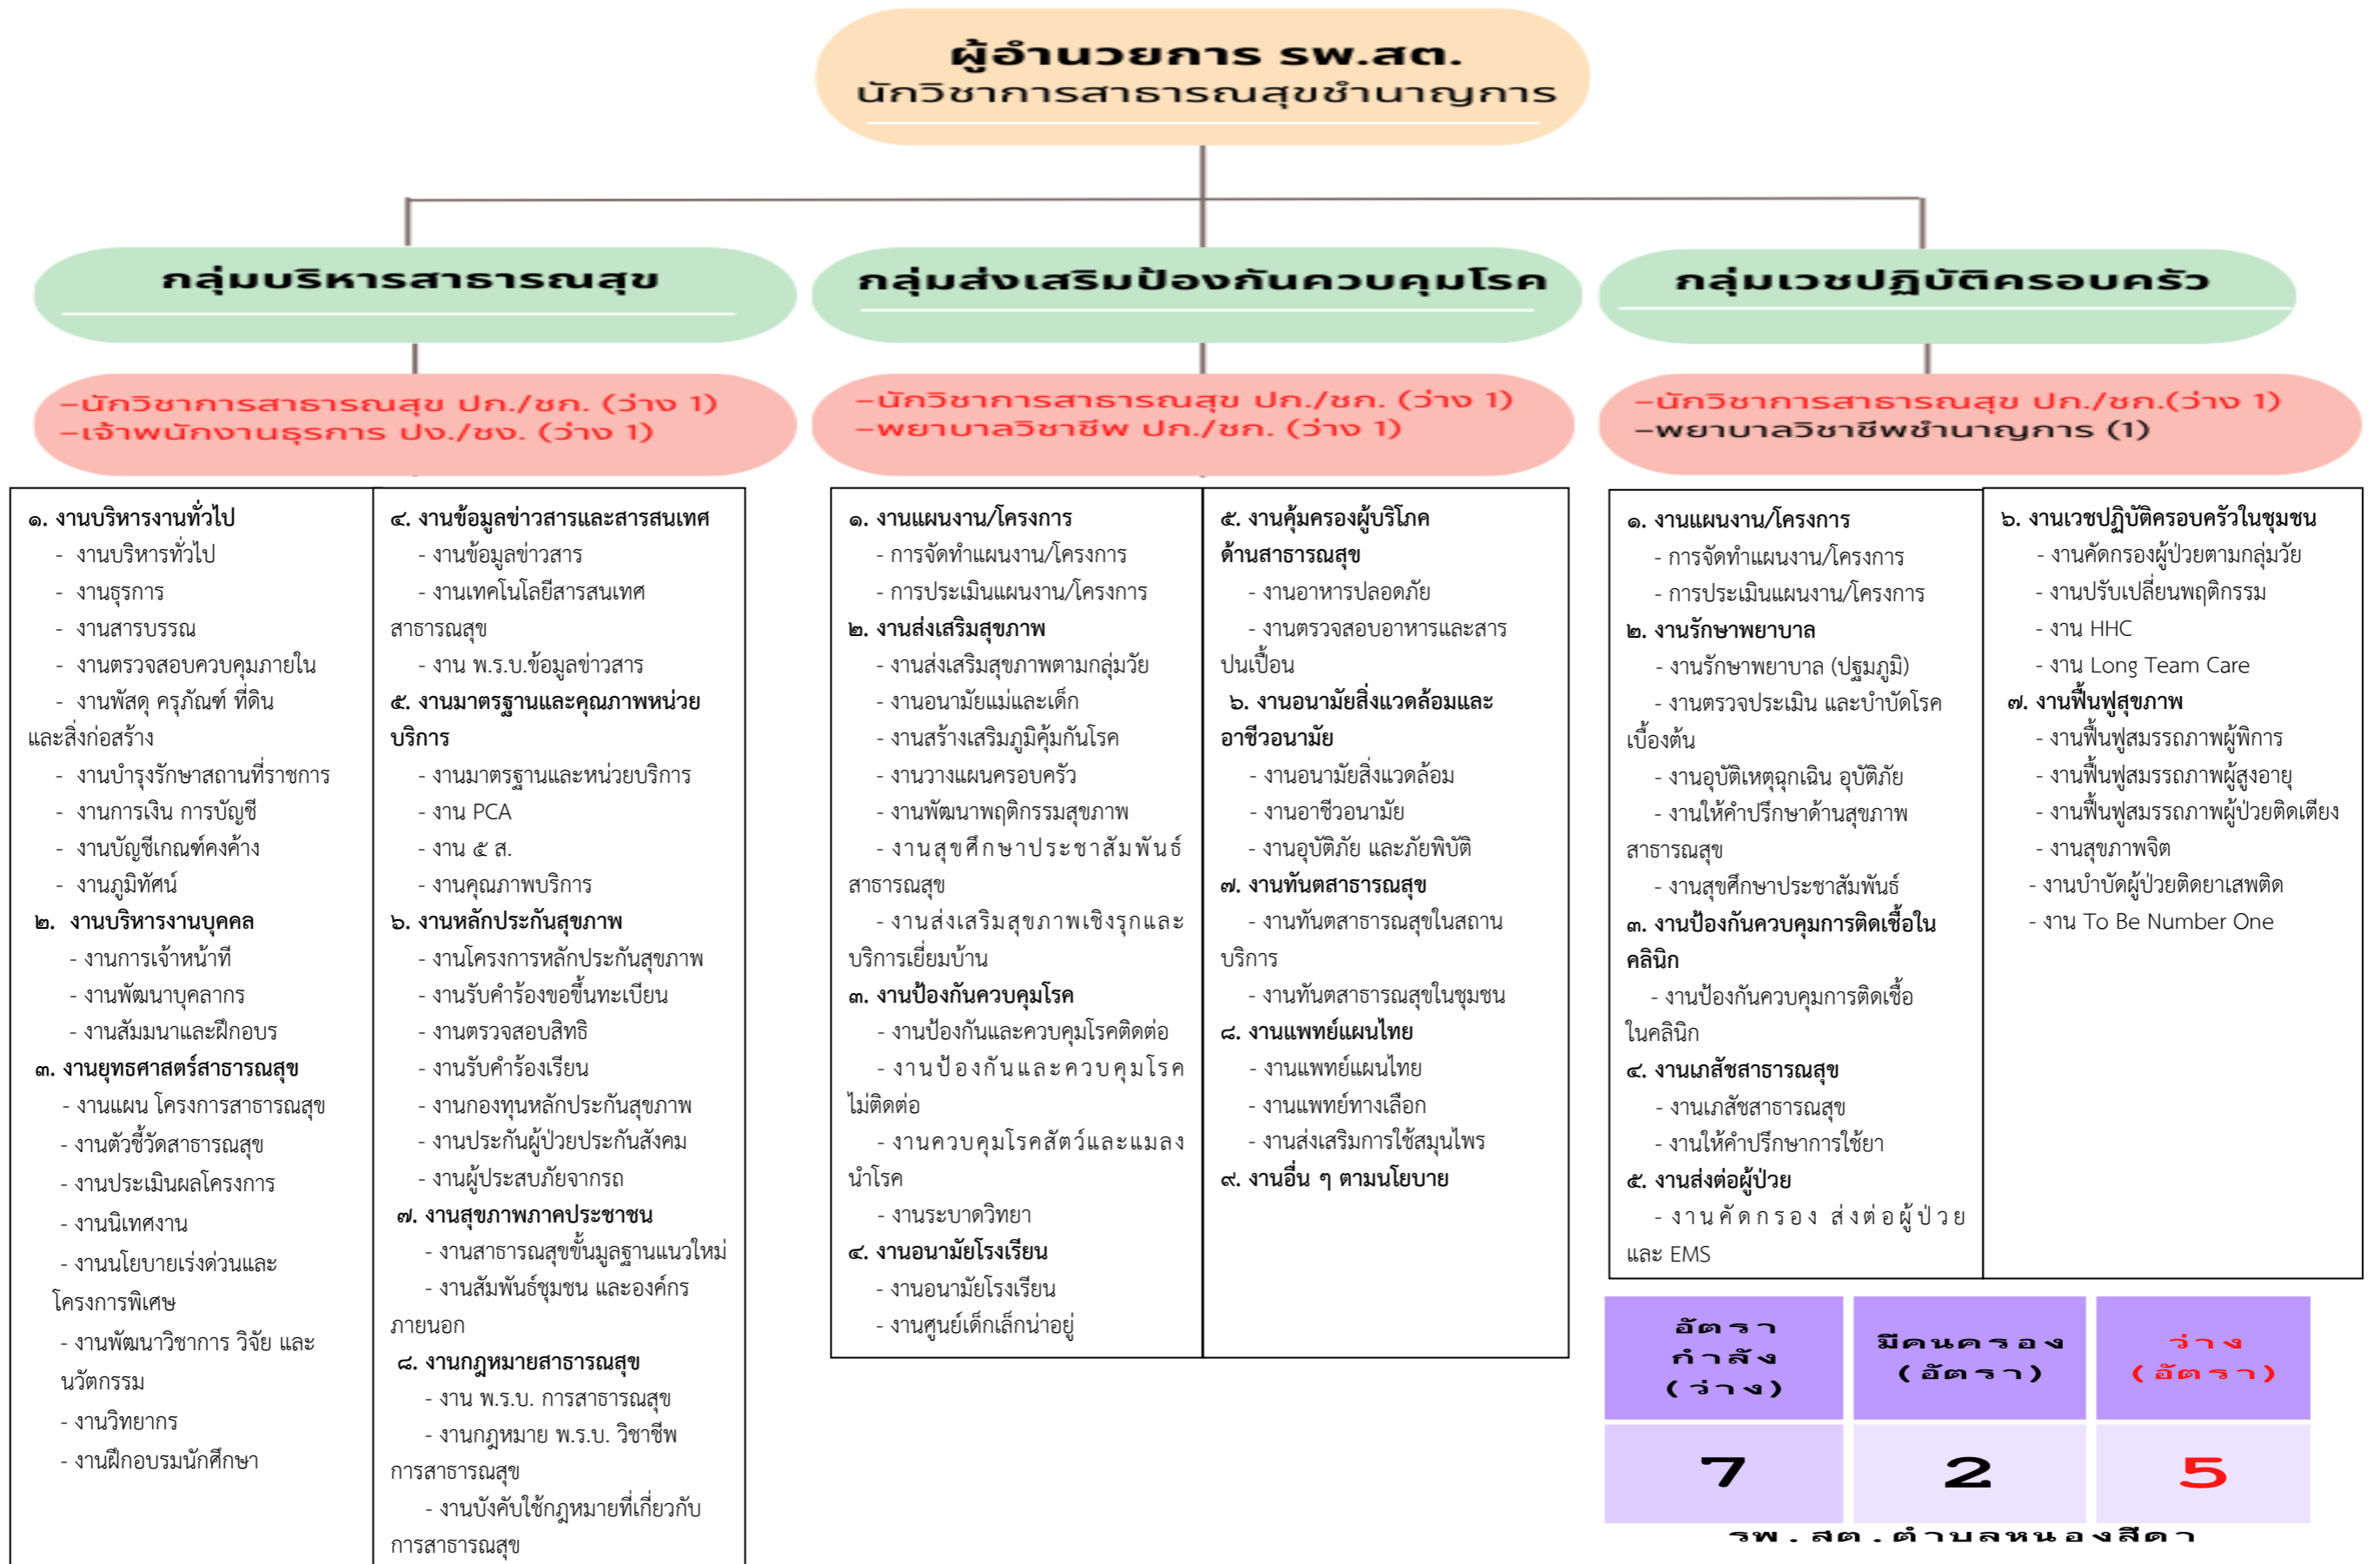 ผู้อำนวยการ รพ.สต.
นักวิชาการสาธารณสุขชำนาญการ
กลุ่มบริหารสาธารณสุข
–นักวิชาการสาธารณสุข ปก./ชก. (ว่าง 1)
–เจ้าพนักงานธุรการ ปง./ชง. (ว่าง 1)
๑. งานบริหารงานทั่วไป
- งานบริหารทั่วไป
- งานธุรการ
- งานสารบรรณ
- งานตรวจสอบควบคุมภายใน
- งานพัสดุ ครุภัณฑ์ ที่ดิน
และสิ่งก่อสร้าง
- งานบำรุงรักษาสถานที่ราชการ
- งานการเงิน การบัญชี
- งานบัญชีเกณฑ์คงค้าง
- งานภูมิทัศน์
๒. งานบริหารงานบุคคล
- งานการเจ้าหน้าที
- งานพัฒนาบุคลากร
- งานสัมมนาและฝึกอบร
๓. งานยุทธศาสตร์สาธารณสุข
- งานแผน โครงการสาธารณสุข
- งานตัวชี้วัดสาธารณสุข
- งานประเมินผลโครงการ
- งานนิเทศงาน
- งานนโยบายเร่งด่วนและ
โครงการพิเศษ
- งานพัฒนาวิชาการ วิจัย และ
นวัตกรรม
- งานวิทยากร
- งานฝึกอบรมนักศึกษา
๔. งานข้อมูลข่าวสารและสารสนเทศ
- งานข้อมูลข่าวสาร
- งานเทคโนโลยีสารสนเทศ
สาธารณสุข
- งาน พ.ร.บ.ข้อมูลข่าวสาร
๕. งานมาตรฐานและคุณภาพหน่วย
บริการ
- งานมาตรฐานและหน่วยบริการ
- งาน PCA
- งาน ๕ ส.
- งานคุณภาพบริการ
๖. งานหลักประกันสุขภาพ
- งานโครงการหลักประกันสุขภาพ
- งานรับคำร้องขอขึ้นทะเบียน
- งานตรวจสอบสิทธิ
- งานรับคำร้องเรียน
- งานกองทุนหลักประกันสุขภาพ
- งานประกันผู้ป่วยประกันสังคม
- งานผู้ประสบภัยจากรถ
๗. งานสุขภาพภาคประชาชน
- งานสาธารณสุขขั้นมูลฐานแนวใหม่
- งานสัมพันธ์ชุมชน และองค์กร
ภายนอก
๘. งานกฎหมายสาธารณสุข
- งาน พ.ร.บ. การสาธารณสุข
- งานกฎหมาย พ.ร.บ. วิชาชีพ
การสาธารณสุข
- งานบังคับใช้กฎหมายที่เกี่ยวกับ
การสาธารณสุข
กลุ่มส่งเสริมป้องกันควบคุมโรค
–นักวิชาการสาธารณสุข ปก./ชก. (ว่าง 1)
–พยาบาลวิชาชีพ ปก./ชก. (ว่าง 1)
๑. งานแผนงาน/โครงการ
- การจัดทำแผนงาน/โครงการ
- การประเมินแผนงาน/โครงการ
๒. งานส่งเสริมสุขภาพ
- งานส่งเสริมสุขภาพตามกลุ่มวัย
- งานอนามัยแม่และเด็ก
- งานสร้างเสริมภูมิคุ้มกันโรค
- งานวางแผนครอบครัว
- งานพัฒนาพฤติกรรมสุขภาพ
- งานสุขศึกษาประชาสัมพันธ์
สาธารณสุข
- งานส่งเสริมสุขภาพเชิงรุกและ
บริการเยี่ยมบ้าน
๓. งานป้องกันควบคุมโรค
- งานป้องกันและควบคุมโรคติดต่อ
- งานป้องกันและควบคุมโรค
ไม่ติดต่อ
- งานควบคุมโรคสัตว์และแมลง
นำโรค
- งานระบาดวิทยา
๔. งานอนามัยโรงเรียน
- งานอนามัยโรงเรียน
- งานศูนย์เด็กเล็กน่าอยู่
๕. งานคุ้มครองผู้บริโภค
ด้านสาธารณสุข
- งานอาหารปลอดภัย
- งานตรวจสอบอาหารและสาร
ปนเปื้อน
๖. งานอนามัยสิ่งแวดล้อมและ
อาชีวอนามัย
- งานอนามัยสิ่งแวดล้อม
- งานอาชีวอนามัย
- งานอุบัติภัย และภัยพิบัติ
๗. งานทันตสาธารณสุข
- งานทันตสาธารณสุขในสถาน
บริการ
- งานทันตสาธารณสุขในชุมชน
๘. งานแพทย์แผนไทย
- งานแพทย์แผนไทย
- งานแพทย์ทางเลือก
- งานส่งเสริมการใช้สมุนไพร
๙. งานอื่น ๆ ตามนโยบาย
กลุ่มเวชปฏิบัติครอบครัว
–นักวิชาการสาธารณสุข ปก./ชก.(ว่าง 1)
–พยาบาลวิชาชีพชำนาญการ (1)
๑. งานแผนงาน/โครงการ
- การจัดทำแผนงาน/โครงการ
- การประเมินแผนงาน/โครงการ
๒. งานรักษาพยาบาล
- งานรักษาพยาบาล (ปฐมภูมิ)
- งานตรวจประเมิน และบำบัดโรค
เบื้องต้น
- งานอุบัติเหตุฉุกเฉิน อุบัติภัย
- งานให้คำปรึกษาด้านสุขภาพ
สาธารณสุข
- งานสุขศึกษาประชาสัมพันธ์
๓. งานป้องกันควบคุมการติดเชื้อใน
คลินิก
- งานป้องกันควบคุมการติดเชื้อ
ในคลินิก
๔. งานเภสัชสาธารณสุข
- งานเภสัชสาธารณสุข
- งานให้คำปรึกษาการใช้ยา
๕. งานส่งต่อผู้ป่วย
- งานคัดกรอง ส่งต่อผู้ป่วย
และ EMS
๖. งานเวชปฏิบัติครอบครัวในชุมชน
- งานคัดกรองผู้ป่วยตามกลุ่มวัย
- งานปรับเปลี่ยนพฤติกรรม
- งาน HHC
- งาน Long Team Care
๗. งานฟื้นฟูสุขภาพ
- งานฟื้นฟูสมรรถภาพผู้พิการ
- งานฟื้นฟูสมรรถภาพผู้สูงอายุ
- งานฟื้นฟูสมรรถภาพผู้ป่วยติดเตียง
- งานสุขภาพจิต
- งานบำบัดผู้ป่วยติดยาเสพติด
- งาน To Be Number One
อัตรา
กำลัง
(ว่าง)
มีคนครอง
(อัตรา)
ว่าง
(อัตรา)
7
2
5
รพ.สต.ตำบลหนองสีดา